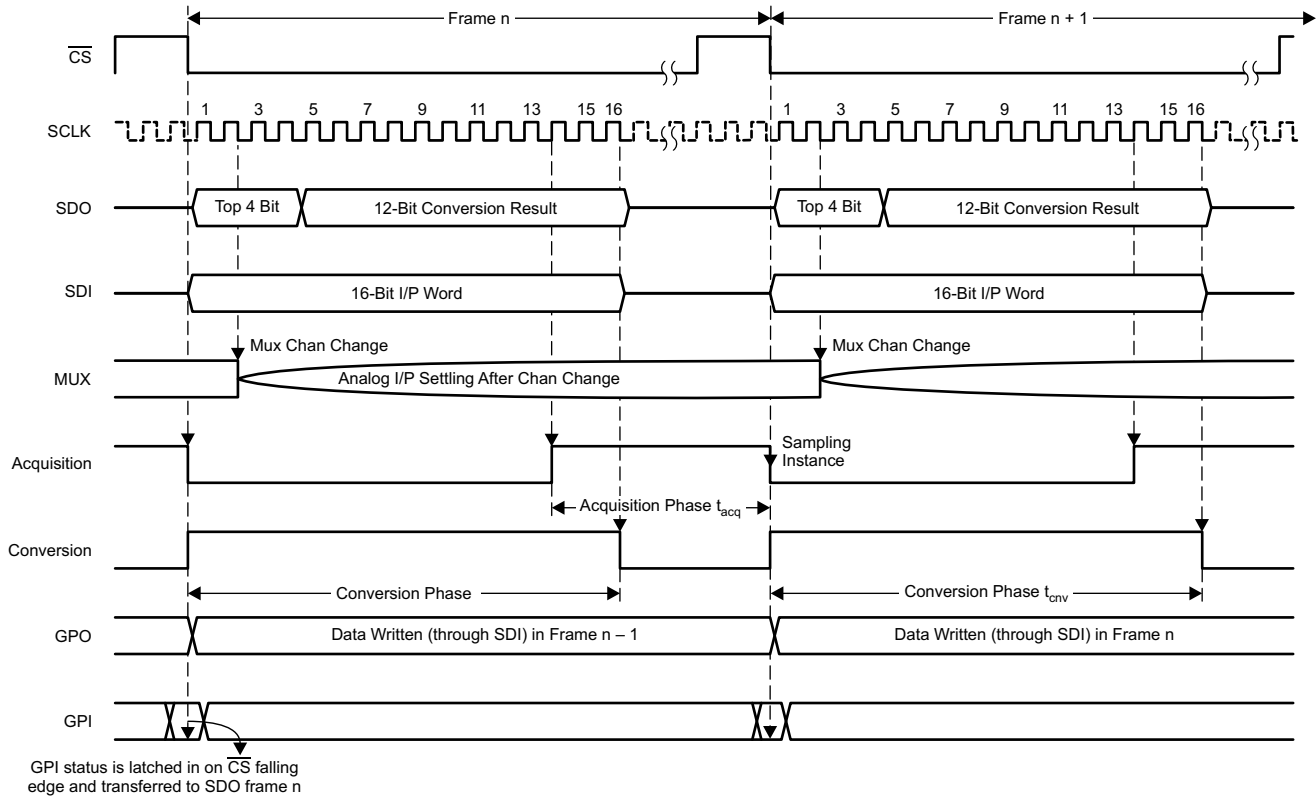 Frame n
Frame n + 1
CS
1 3 5 7 9 11 13 15 16 1 3 5 7 9 11 13 15 16
SCLK
SDO
Top 4 Bit
12-Bit Conversion Result
Top 4 Bit
12-Bit Conversion Result
SDI
16-Bit I/P Word
16-Bit I/P Word
Mux Chan Change
Mux Chan Change
MUX
Analog I/P Settling After Chan Change
Acquisition
Sampling
Instance
Acquisition Phase tacq
Conversion
Conversion Phase
Conversion Phase tcnv
GPO
Data Written (through SDI) in Frame n – 1
Data Written (through SDI) in Frame n
GPI
GPI status is latched in on CS falling
edge and transferred to SDO frame n